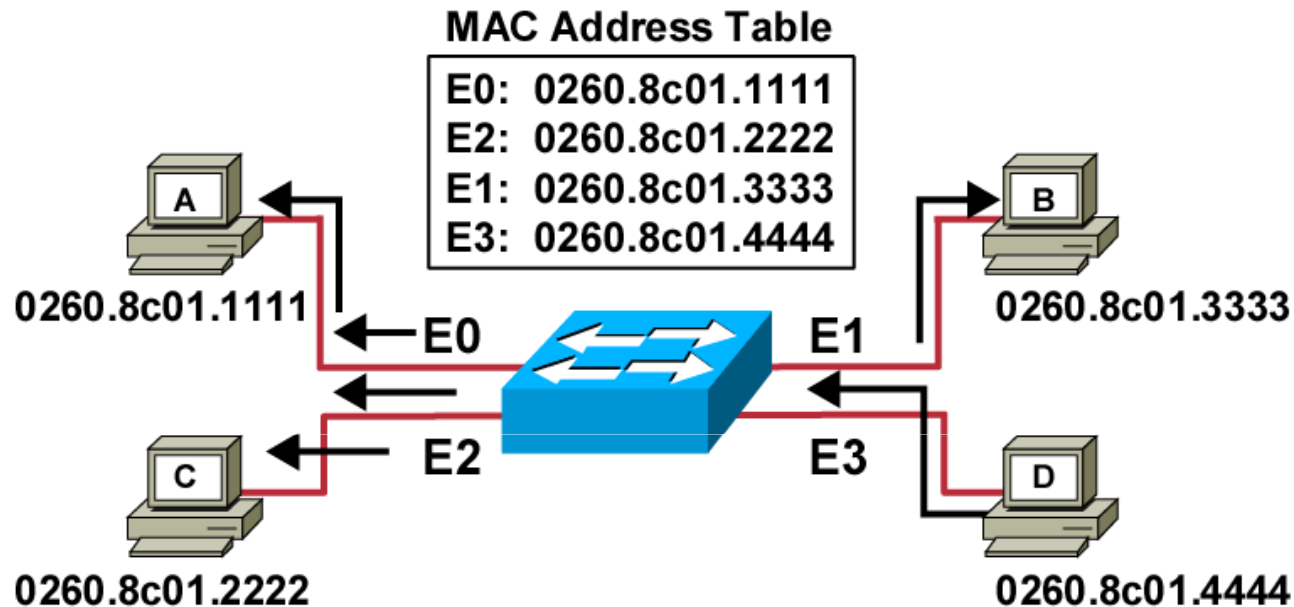 MAC Address Table
E0: 0260.8c01.1111
E2: 0260.8c01.2222
E1: 0260.8c01.3333
E3: 0260.8c01.4444
A
B
0260.8c01.1111
0260.8c01.3333
E0
E1
E2
E3
C
D
0260.8c01.2222
0260.8c01.4444